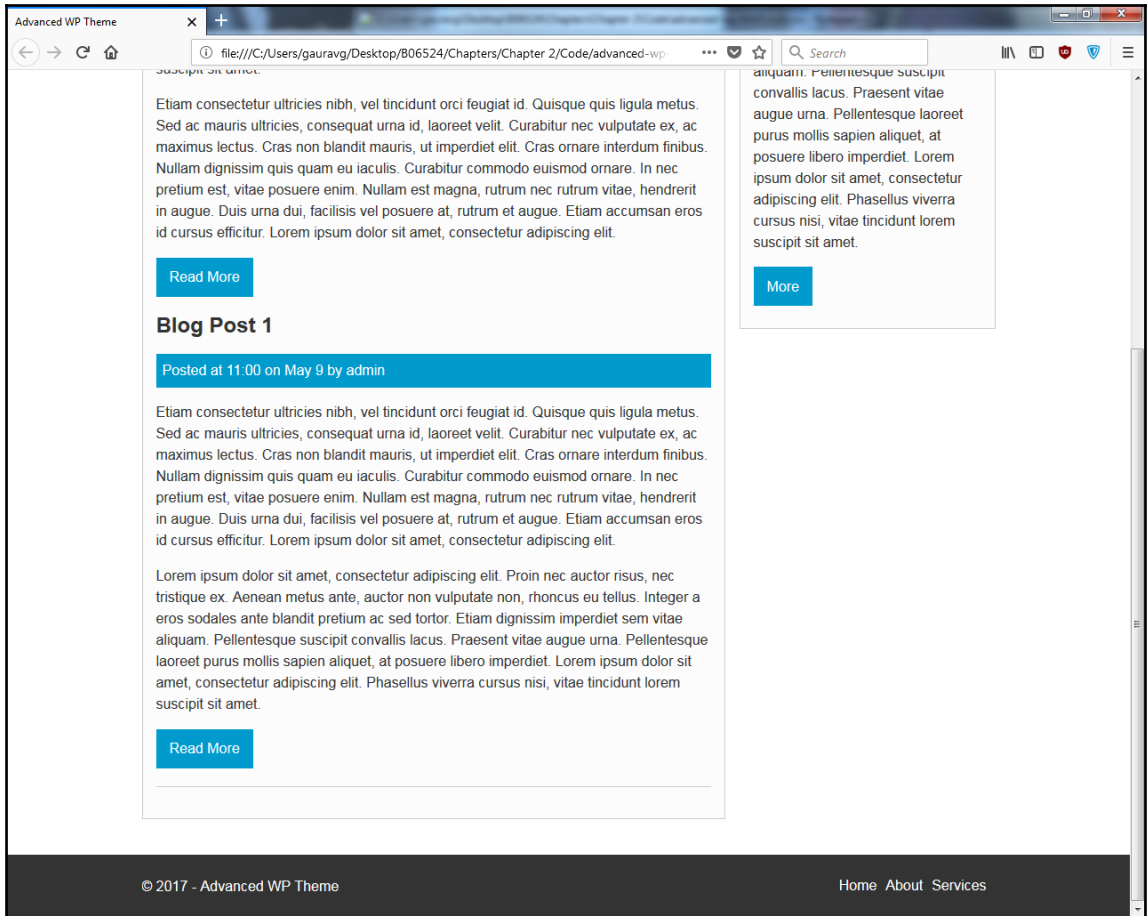 Advanced WP Theme
file:///C:/Users/gauravg/Desktop/B06524/Chapters/Chapter 2/Code/advanced-wp-
Search
suscipit sit amet.
Etiam consectetur ultricies nibh, vel tincidunt orci feugiat id. Quisque quis ligula metus.
Sed ac mauris ultricies, consequat urna id, laoreet velit. Curabitur nec vulputate ex, ac
maximus lectus. Cras non blandit mauris, ut imperdiet elit. Cras ornare interdum finibus.
Nullam dignissim quis quam eu iaculis. Curabitur commodo euismod ornare. In nec
pretium est, vitae posuere enim. Nullam est magna, rutrum nec rutrum vitae, hendrerit
in augue. Duis urna dui, facilisis vel posuere at, rutrum et augue. Etiam accumsan eros
id cursus efficitur. Lorem ipsum dolor sit amet, consectetur adipiscing elit.
Read More
Blog Post 1
Posted at 11:00 on May 9 by admin
Etiam consectetur ultricies nibh, vel tincidunt orci feugiat id. Quisque quis ligula metus.
Sed ac mauris ultricies, consequat urna id, laoreet velit. Curabitur nec vulputate ex, ac
maximus lectus. Cras non blandit mauris, ut imperdiet elit. Cras ornare interdum finibus.
Nullam dignissim quis quam eu iaculis. Curabitur commodo euismod ornare. In nec
pretium est, vitae posuere enim. Nullam est magna, rutrum nec rutrum vitae, hendrerit
in augue. Duis urna dui, facilisis vel posuere at, rutrum et augue. Etiam accumsan eros
id cursus efficitur. Lorem ipsum dolor sit amet, consectetur adipiscing elit.
Lorem ipsum dolor sit amet, consectetur adipiscing elit. Proin nec auctor risus, nec
tristique ex. Aenean metus ante, auctor non vulputate non, rhoncus eu tellus. Integer a
eros sodales ante blandit pretium ac sed tortor. Etiam dignissim imperdiet sem vitae
aliquam. Pellentesque suscipit convallis lacus. Praesent vitae augue urna. Pellentesque
laoreet purus mollis sapien aliquet, at posuere libero imperdiet. Lorem ipsum dolor sit
amet, consectetur adipiscing elit. Phasellus viverra cursus nisi, vitae tincidunt lorem
suscipit sit amet.
Read More
aliquam. Pellentesque suscipit
convallis lacus. Praesent vitae
augue urna. Pellentesque laoreet
purus mollis sapien aliquet, at
posuere libero imperdiet. Lorem
ipsum dolor sit amet, consectetur
adipiscing elit. Phasellus viverra
cursus nisi, vitae tincidunt lorem
suscipit sit amet.
More
© 2017 - Advanced WP Theme
Home About Services